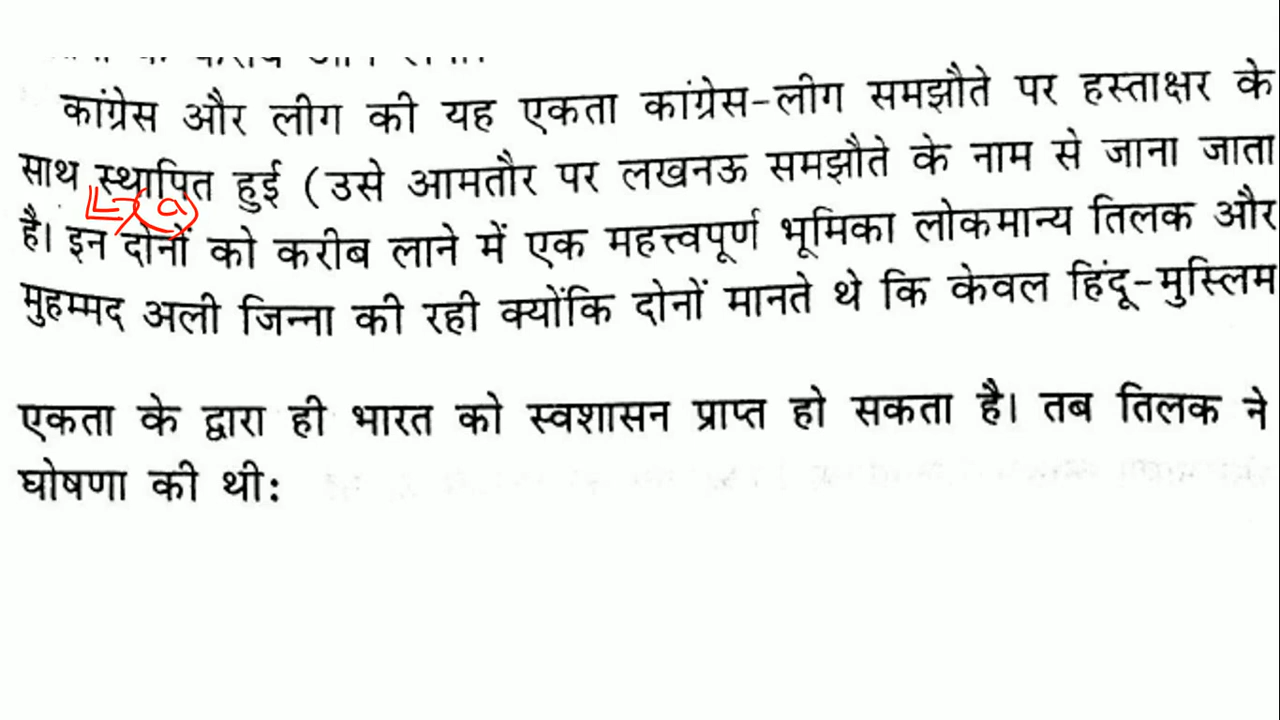 कांग्रेस और लीग की यह एकता कांग्रेस-लीग समझौते पर हस्ताक्षर के
साथ स्थापित हुई (उसे आमतौर पर लखनऊ समझौते के नाम से जाना जाता
है। इन दोनों को करीब लाने में एक महत्त्वपूर्ण भूमिका लोकमान्य तिलक और
मुहम्मद अली जिन्ना की रही क्योंकि दोनों मानते थे कि केवल हिंदू-मुस्लिम
एकता के द्वारा ही भारत को स्वशासन प्राप्त हो सकता है। तब तिलक ने
घोषणा की थी: